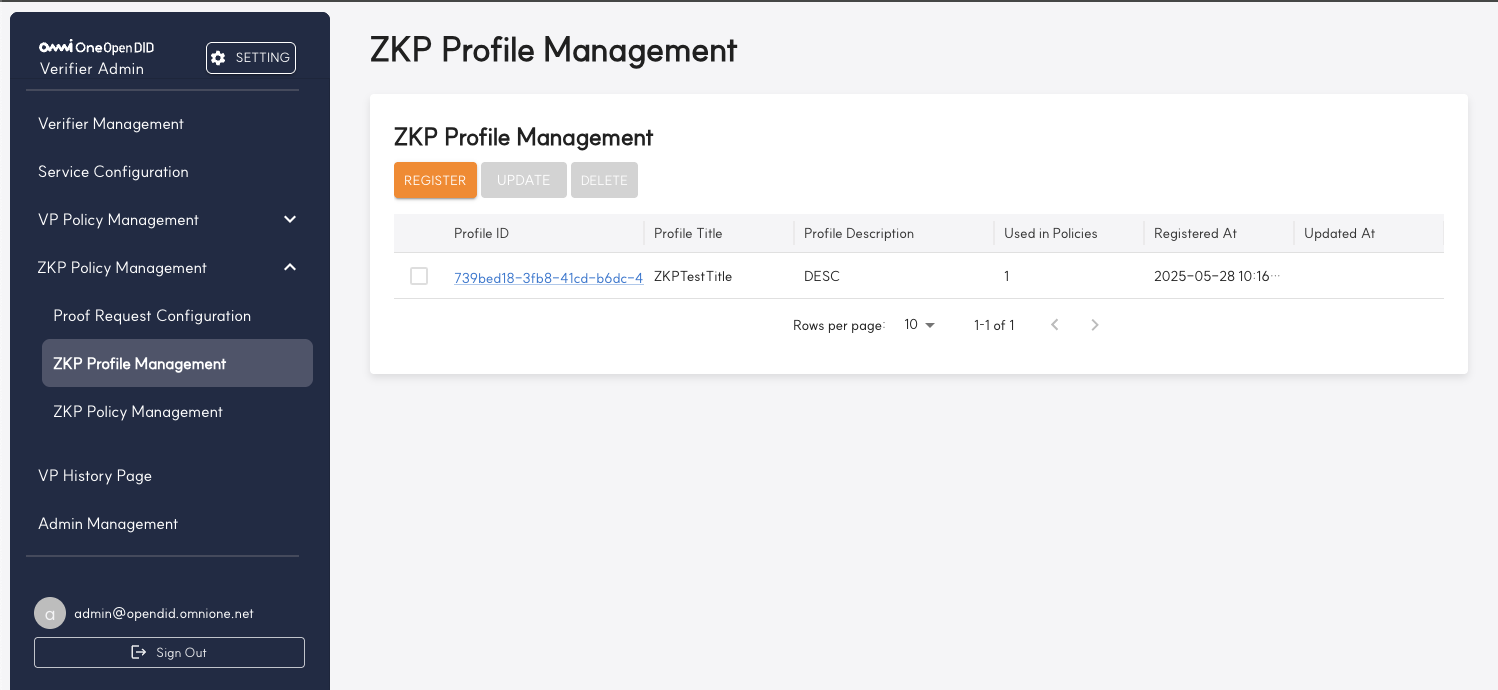 omni One Open DID
Verifier Admin
SETTING
Verifier Management
Service Configuration
VP Policy Management
ZKP Policy Management
Proof Request Configuration
ZKP Profile Management
ZKP Policy Management
VP History Page
Admin Management
a
admin@opendid.omnione.net
Sign Out
ZKP Profile Management
ZKP Profile Management
REGISTER UPDATE DELETE
Profile ID Profile Title Profile Description Used in Policies Registered At Updated At
739bed18-3fb8-41cd-b6dc-4 ZKPTestTitle DESC 1 2025-05-28 10:16…
Rows per page: 10 1-1 of 1